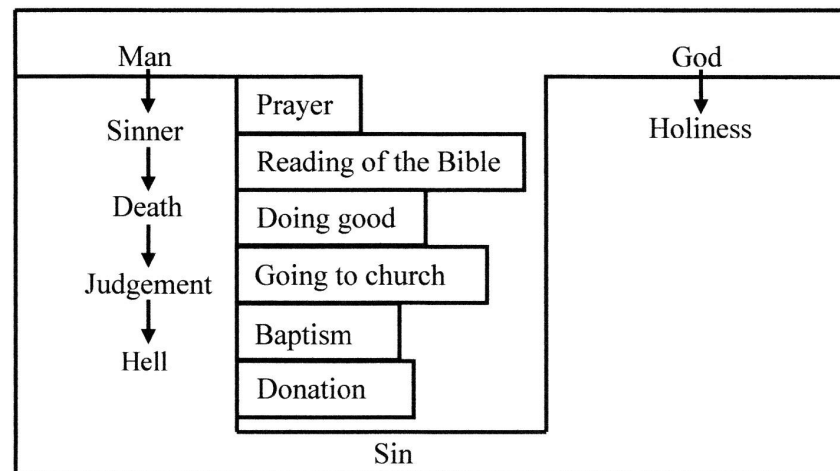 Man
God
Prayer
Sinner
Holiness
Reading of the Bible
Death
Doing good
Judgement
Going to church
Baptism
Hell
Donation
Sin